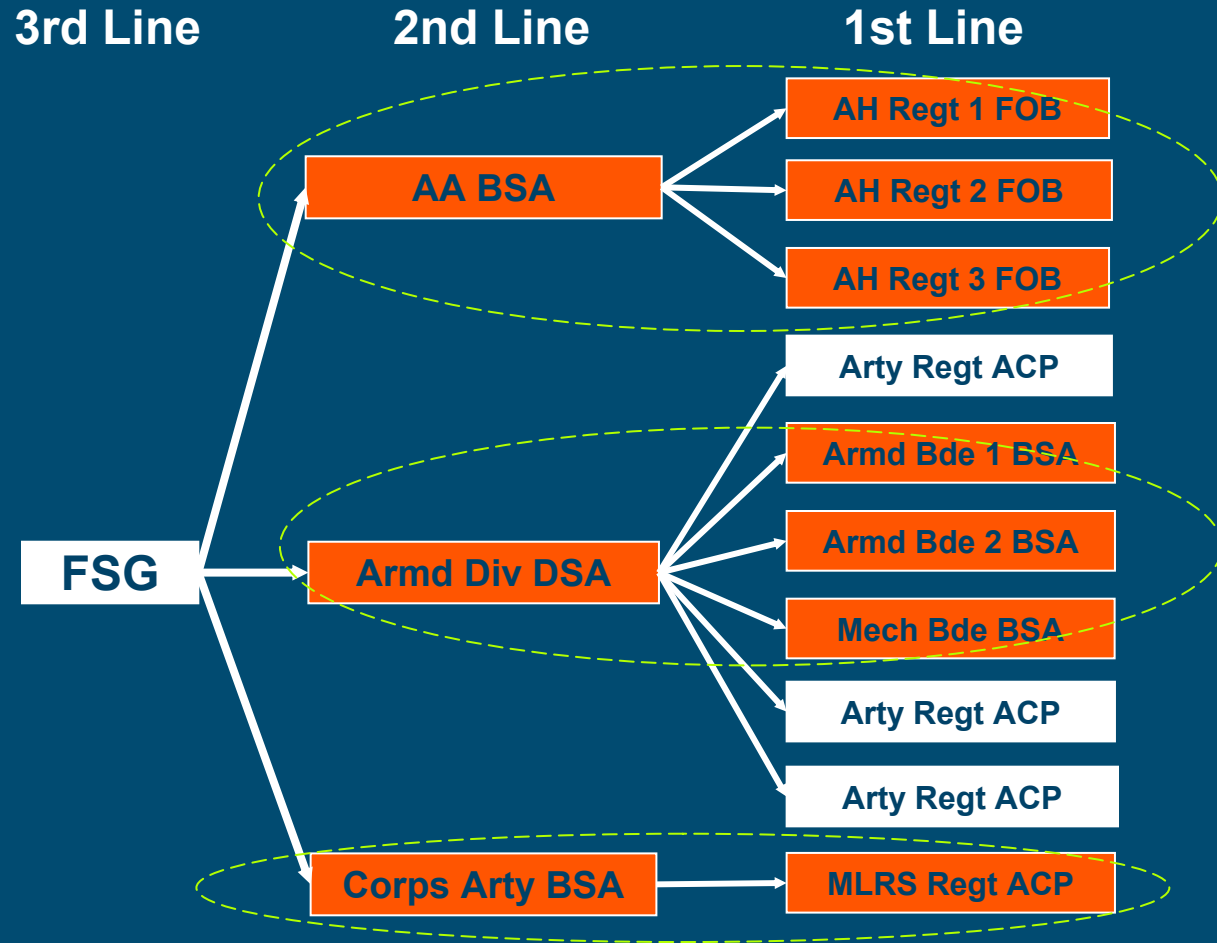 3rd Line
2nd Line
1st Line
AH Regt 1 FOB
AA BSA
AH Regt 2 FOB
AH Regt 3 FOB
Arty Regt ACP
Armd Bde 1 BSA
FSG
Armd Div DSA
Armd Bde 2 BSA
Mech Bde BSA
Arty Regt ACP
Arty Regt ACP
Corps Arty BSA
MLRS Regt ACP